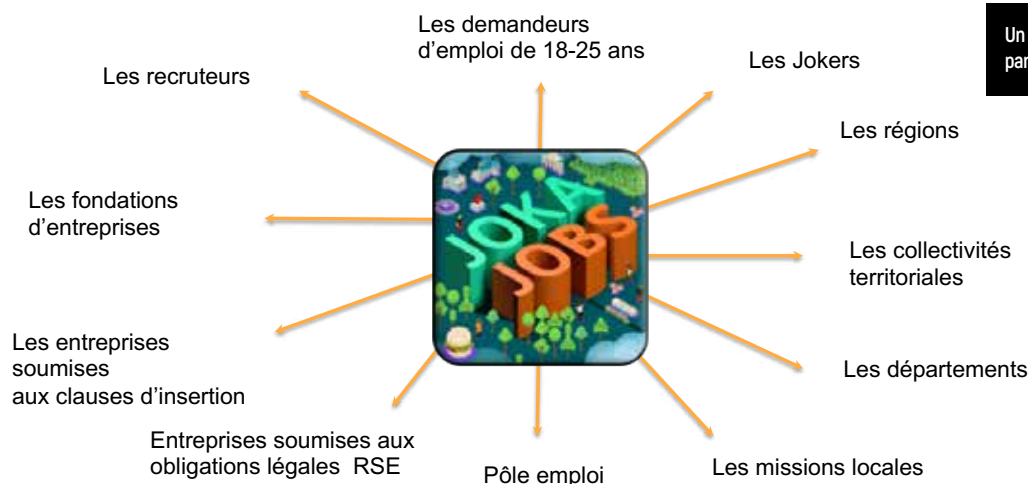 Les demandeurs
d'emploi de 18-25 ans
Un
par
Les recruteurs
Les Jokers
Les régions
Les fondations
d'entreprises
JOKA
JOBS
Les collectivités
territoriales
Les entreprises
soumises
aux clauses d'insertion
Les départements
Entreprises soumises aux
obligations légales RSE
Pôle emploi
Les missions locales